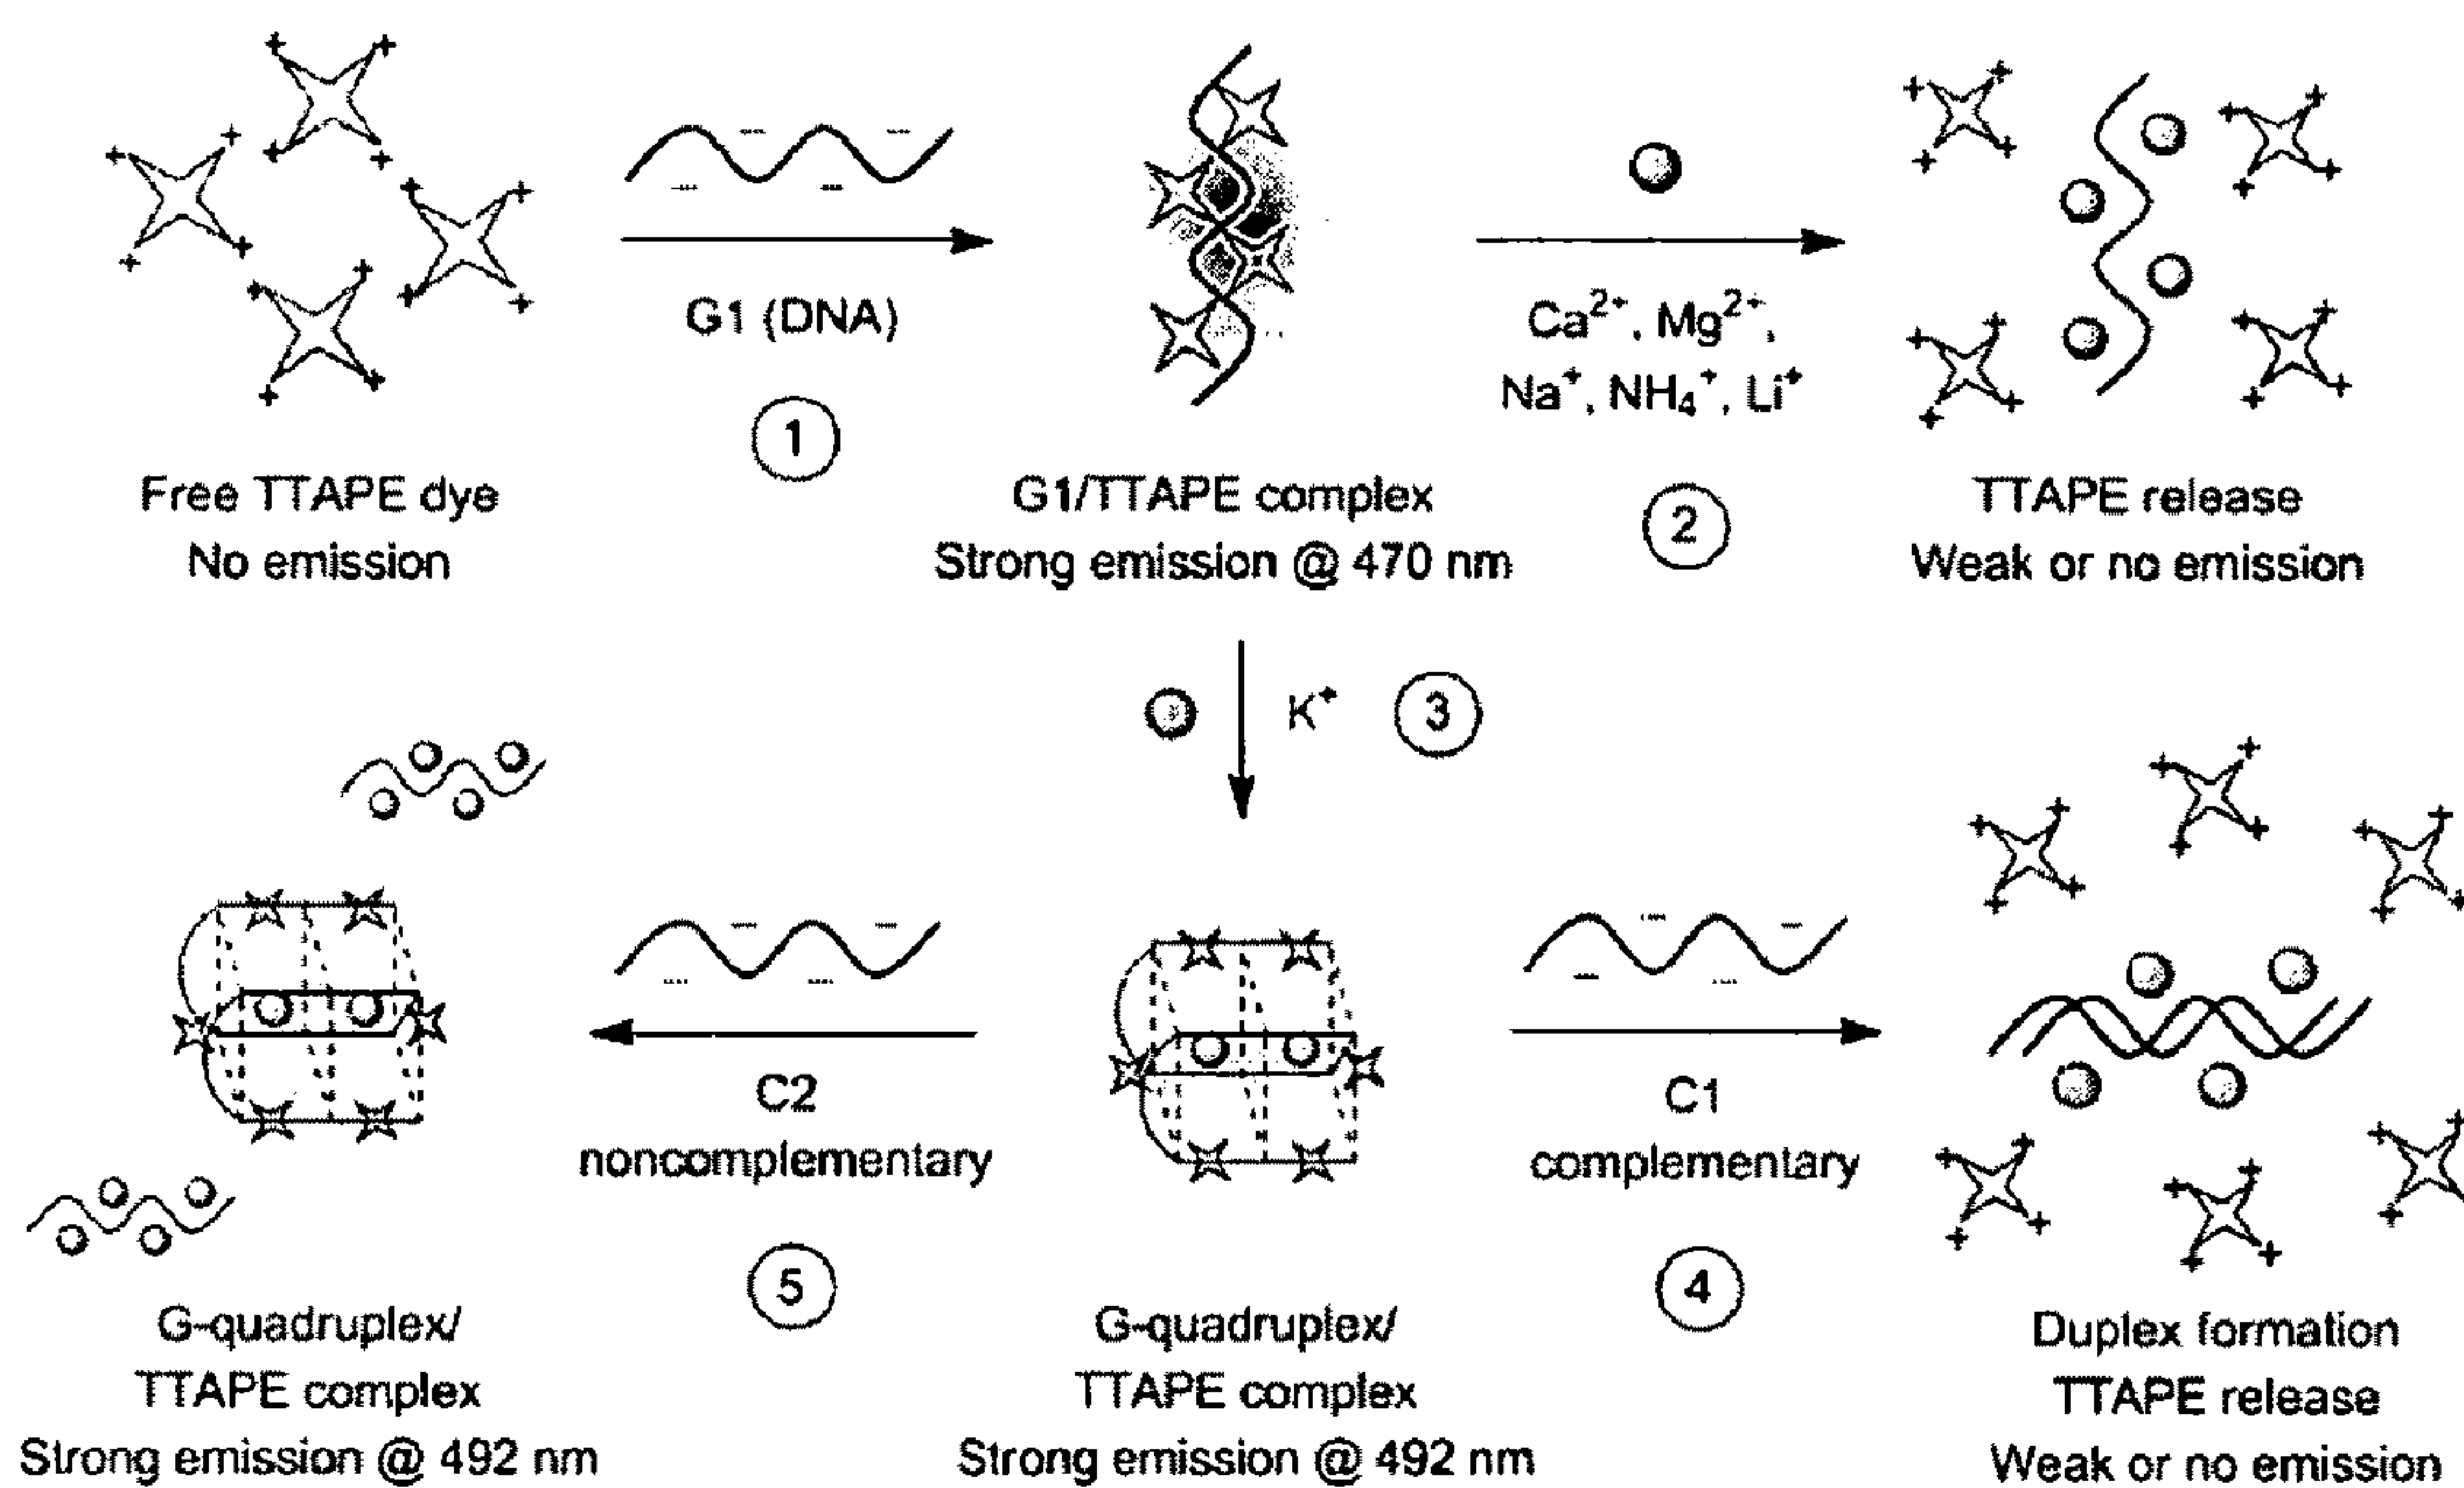 G1 (DNA)
1
Ca²⁺, Mg²⁺,
Na⁺, NH₄⁺, Li⁺
2
Free TTAPE dye
No emission
G1/TTAPE complex
Strong emission @ 470 nm
TTAPE release
Weak or no emission
K⁺
3
C2
noncomplementary
5
C1
complementary
4
G-quadruplex/
TTAPE complex
Strong emission @ 492 nm
G-quadruplex/
TTAPE complex
Strong emission @ 492 nm
Duplex formation
TTAPE release
Weak or no emission